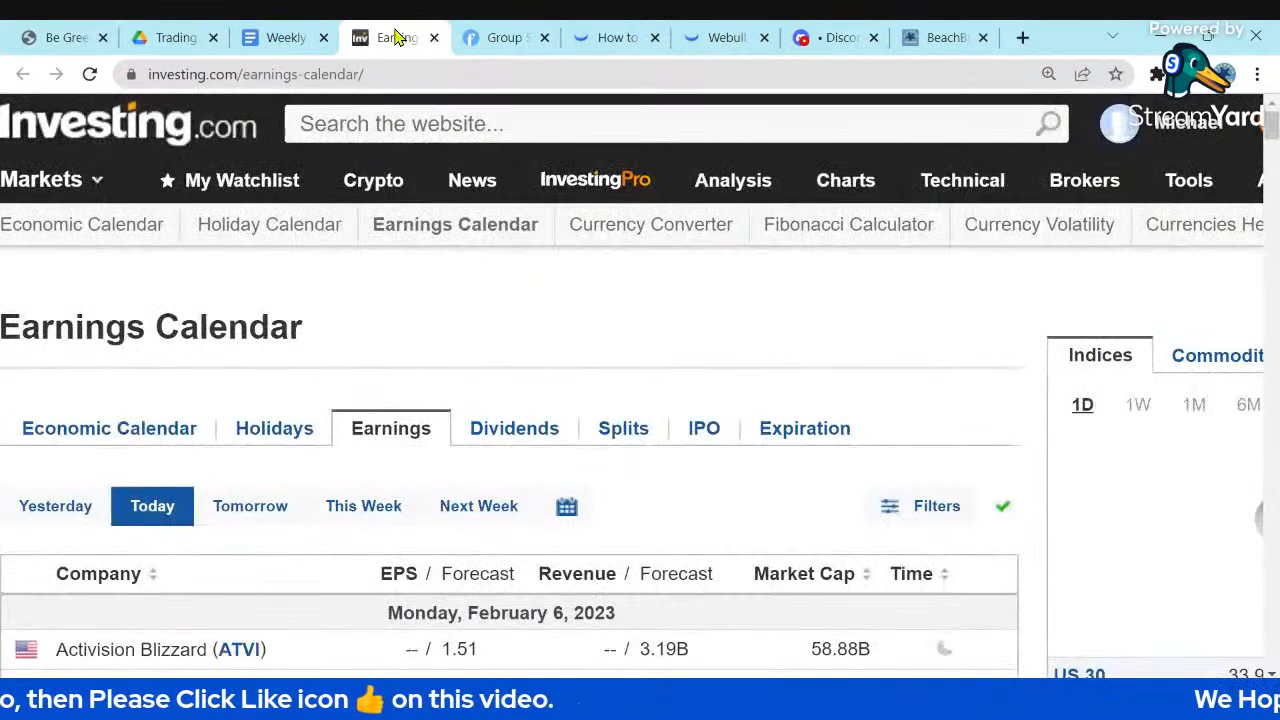 Powered by
StreamYard
Be Gree
Trading
Weekly
Group S
How to
Webull
• Discor
BeachB
investing.com/earnings-calendar/
Investing.com
Search the website...
Markets
My Watchlist
Crypto
News
InvestingPro
Analysis
Charts
Technical
Brokers
Tools
Economic Calendar
Holiday Calendar
Earnings Calendar
Currency Converter
Fibonacci Calculator
Currency Volatility
Currencies He
Earnings Calendar
Indices
Commodit
1D
1W
1M
6M
Economic Calendar
Holidays
Earnings
Dividends
Splits
IPO
Expiration
Yesterday
Today
Tomorrow
This Week
Next Week
Filters
Company
EPS / Forecast
Revenue / Forecast
Market Cap
Time
Monday, February 6, 2023
Activision Blizzard (ATVI)
-- / 1.51
-- / 3.19B
58.88B
US 30
33,9
o, then Please Click Like icon 👍 on this video.
We Hop